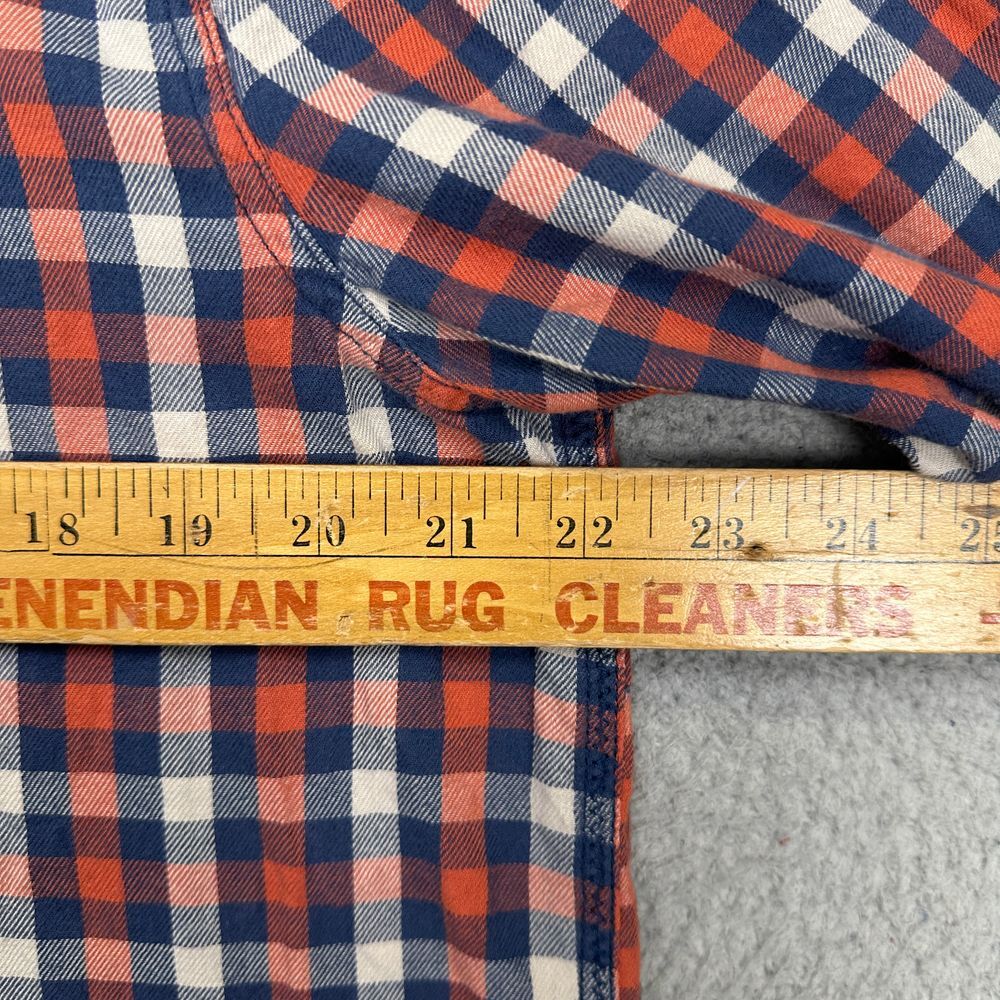 18 19 20 21 22 23 24 25
ENENDIAN RUG CLEANERS -